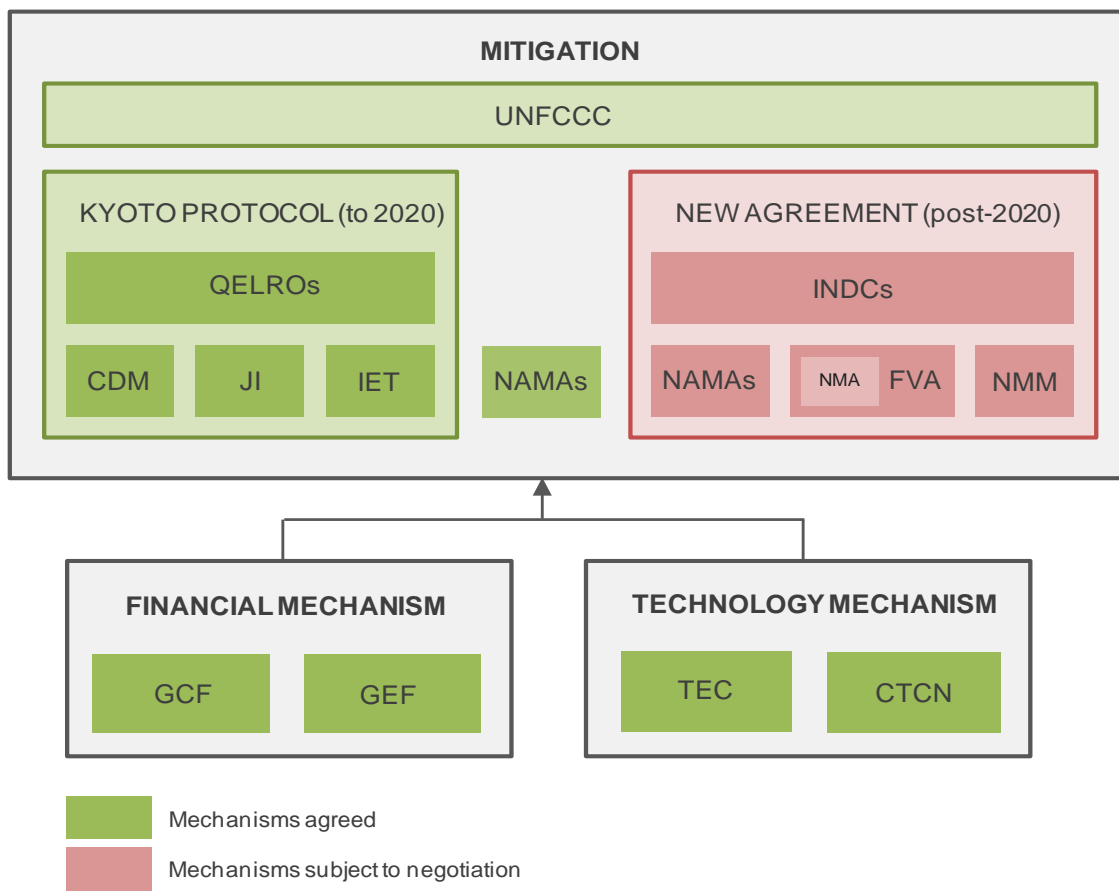 MITIGATION
UNFCCC
KYOTO PROTOCOL (to 2020)
QELROs
CDM
JI
IET
NAMAs
NEW AGREEMENT (post-2020)
INDCs
NAMAs
NMA
FVA
NMM
FINANCIAL MECHANISM
GCF
GEF
TECHNOLOGY MECHANISM
TEC
CTCN
Mechanisms agreed
Mechanisms subject to negotiation